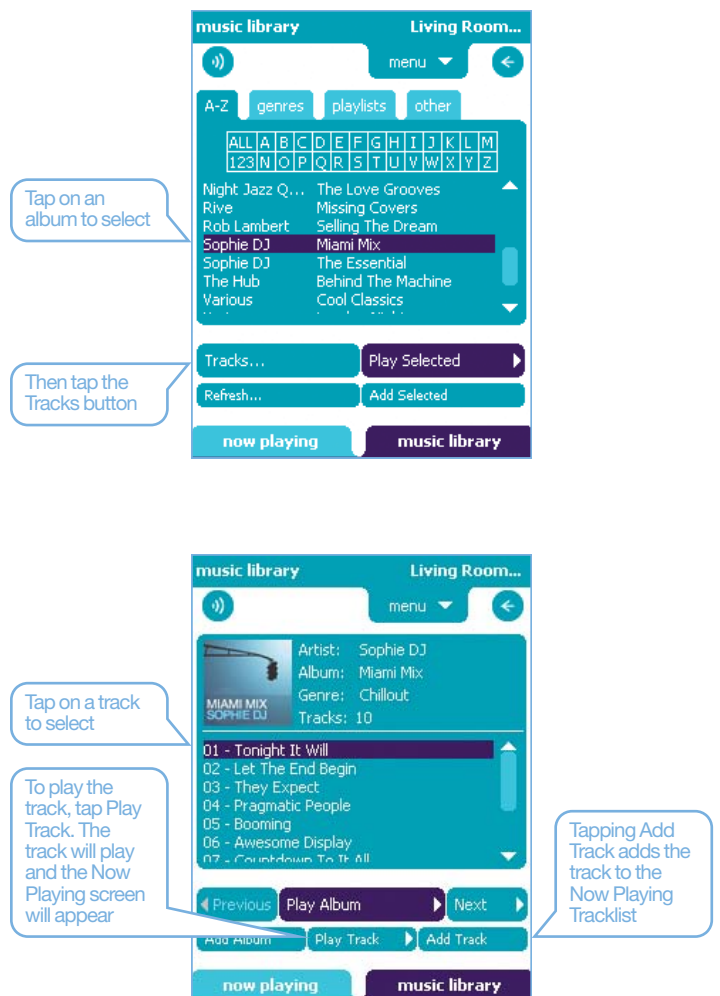 music library Living Room...
menu
A-Z genres playlists other
ALL A B C D E F G H I J K L M
123 N O P Q R S T U V W X Y Z
Night Jazz Q... The Love Grooves
Rive Missing Covers
Rob Lambert Selling The Dream
Sophie DJ Miami Mix
Sophie DJ The Essential
The Hub Behind The Machine
Various Cool Classics
Tap on an
album to select
Tracks... Play Selected
Refresh... Add Selected
Then tap the
Tracks button
now playing music library
music library Living Room...
menu
MIAMI MIX
SOPHIE DJ
Artist: Sophie DJ
Album: Miami Mix
Genre: Chillout
Tracks: 10
Tap on a track
to select
01 - Tonight It Will
02 - Let The End Begin
03 - They Expect
04 - Pragmatic People
05 - Booming
06 - Awesome Display
07 - Countdown To It All
To play the
track, tap Play
Track. The
track will play
and the Now
Playing screen
will appear
Tapping Add
Track adds the
track to the
Now Playing
Tracklist
Previous Play Album Next
Add Album Play Track Add Track
now playing music library